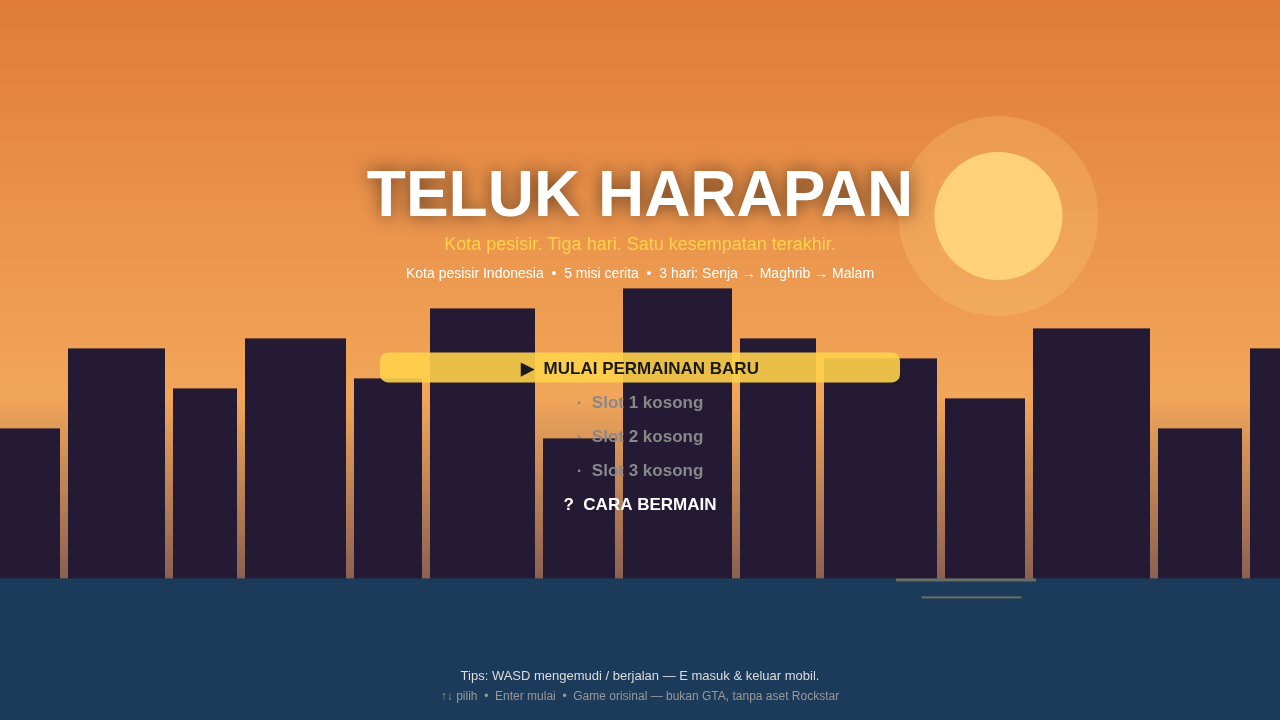 TELUK HARAPAN
Kota pesisir. Tiga hari. Satu kesempatan terakhir.
Kota pesisir Indonesia • 5 misi cerita • 3 hari: Senja → Maghrib → Malam
▶ MULAI PERMAINAN BARU
· Slot 1 kosong
· Slot 2 kosong
· Slot 3 kosong
? CARA BERMAIN
Tips: WASD mengemudi / berjalan — E masuk & keluar mobil.
↑↓ pilih • Enter mulai • Game orisinal — bukan GTA, tanpa aset Rockstar